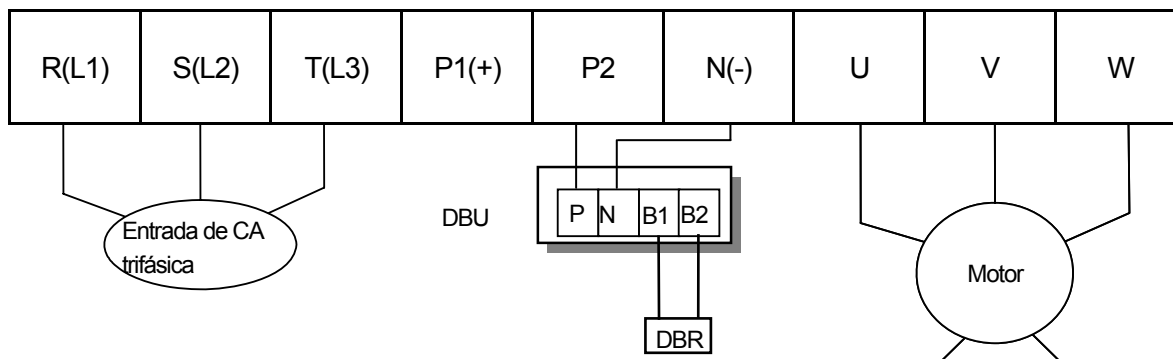 R(L1) S(L2) T(L3) P1(+) P2 N(-) U V W
DBU
P N B1 B2
Entrada de CA
trifásica
Motor
DBR